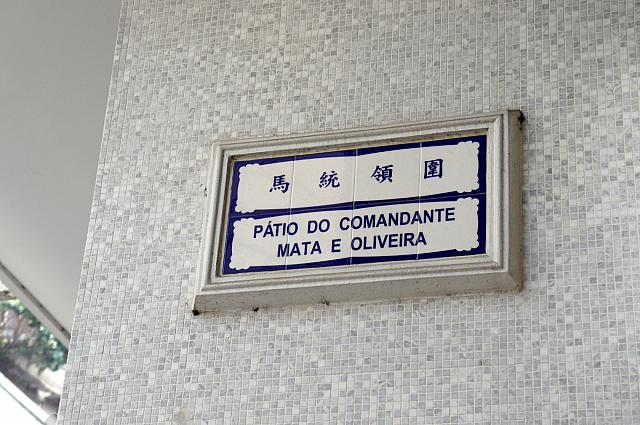 馬統領圍
PÁTIO DO COMANDANTE
MATA E OLIVEIRA